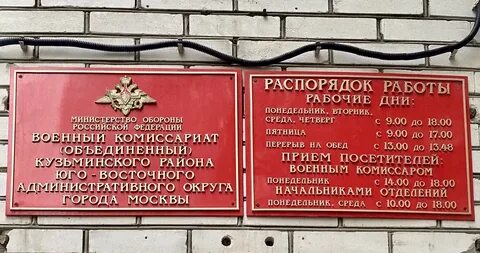 МИНИСТЕРСТВО ОБОРОНЫ
РОССИЙСКОЙ ФЕДЕРАЦИИ
ВОЕННЫЙ КОМИССАРИАТ
(ОБЪЕДИНЕННЫЙ)
КУЗЬМИНСКОГО РАЙОНА
ЮГО-ВОСТОЧНОГО
АДМИНИСТРАТИВНОГО ОКРУГА
ГОРОДА МОСКВЫ
РАСПОРЯДОК РАБОТЫ
РАБОЧИЕ ДНИ:
ПОНЕДЕЛЬНИК, ВТОРНИК,
СРЕДА, ЧЕТВЕРГ с 9.00 до 18.00
ПЯТНИЦА с 9.00 до 17.00
ПЕРЕРЫВ НА ОБЕД с 13.00 до 13.48
ПРИЕМ ПОСЕТИТЕЛЕЙ:
ВОЕННЫМ КОМИССАРОМ
ПОНЕДЕЛЬНИК с 14.00 до 18.00
НАЧАЛЬНИКАМИ ОТДЕЛЕНИЙ
ПОНЕДЕЛЬНИК, СРЕДА с 10.00 до 18.00